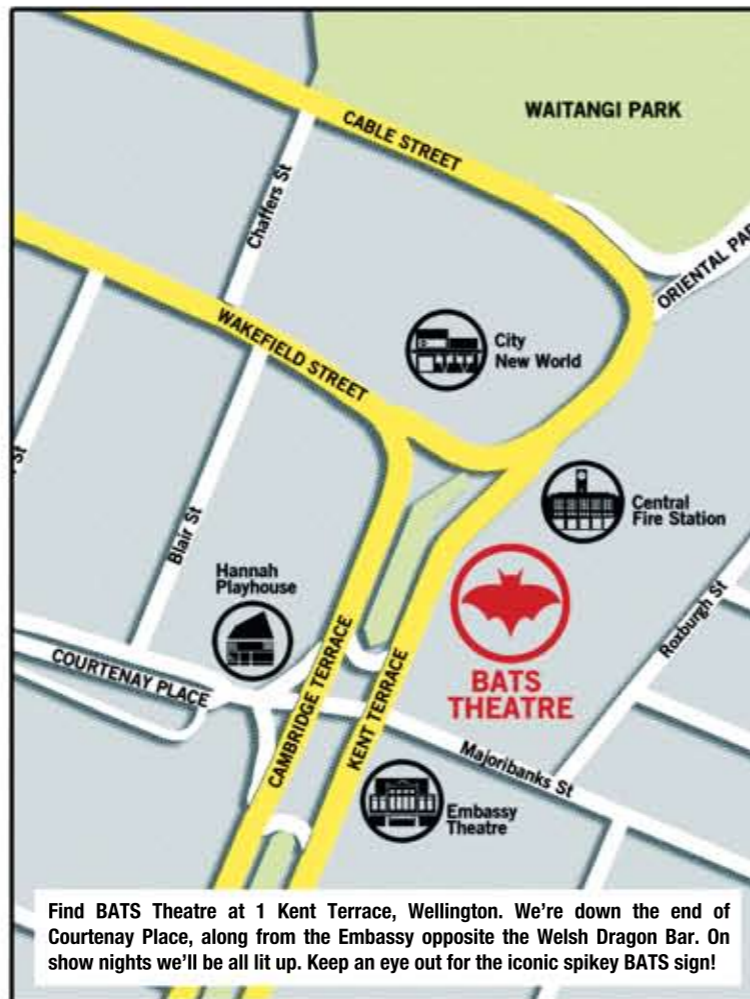 WAITANGI PARK
CABLE STREET
Chaffers St
ORIENTAL PAR
WAKEFIELD STREET
City
New World
St
Blair St
Central
Fire Station
Hannah
Playhouse
Roxburgh St
BATS
THEATRE
COURTENAY PLACE
CAMBRIDGE TERRACE
KENT TERRACE
Majoribanks St
Embassy
Theatre
Find BATS Theatre at 1 Kent Terrace, Wellington. We’re down the end of
Courtenay Place, along from the Embassy opposite the Welsh Dragon Bar. On
show nights we’ll be all lit up. Keep an eye out for the iconic spikey BATS sign!